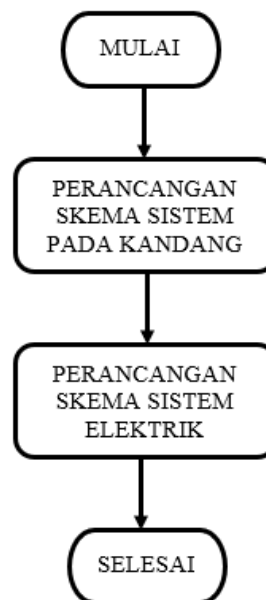 MULAI
PERANCANGAN
SKEMA SISTEM
PADA KANDANG
PERANCANGAN
SKEMA SISTEM
ELEKTRIK
SELESAI